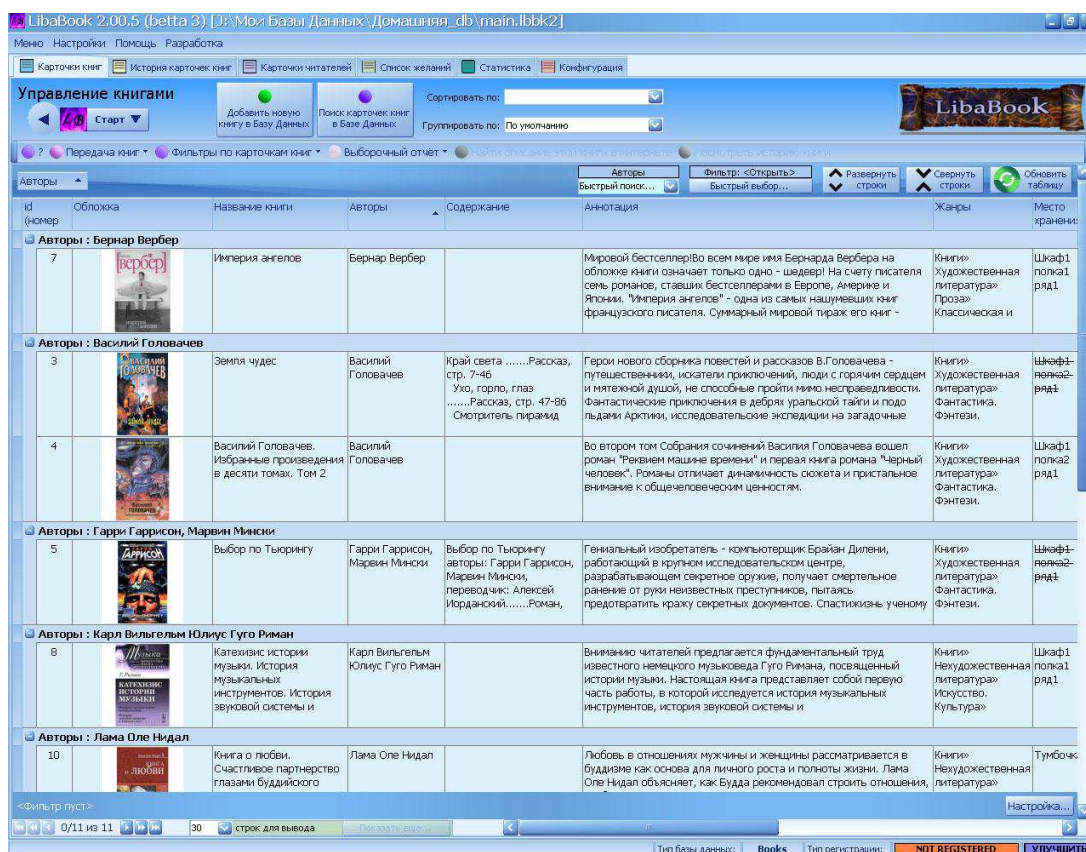 LibaBook 2.00.5 (betta 3) [J:\Мои Базы Данных\Домашняя_db\main.lbbk2]
Меню Настройки Помощь Разработка
Карточки книг История карточек книг Карточки читателей Список желаний Статистика Конфигурация
Управление книгами
Старт
Добавить новую
книгу в Базу Данных
Поиск карточек книг
в Базе Данных
Сортировать по:
Группировать по: По умолчанию
LibaBook
? Передача книг Фильтры по карточкам книг Выборочный отчёт Найти описание этой книги в интернете Посмотреть историю книги
Авторы
Авторы
Быстрый поиск...
Фильтр: <Открыть>
Быстрый выбор...
Развернуть
строки
Свернуть
строки
Обновить
таблицу
id
(номер
Обложка
Название книги
Авторы
Содержание
Аннотация
Жанры
Место
хранени
Авторы : Бернар Вербер
7
Империя ангелов
Бернар Вербер
Мировой бестселлер!Во всем мире имя Бернарда Вербера на
обложке книги означает только одно - шедевр! На счету писателя
семь романов, ставших бестселлерами в Европе, Америке и
Японии. "Империя ангелов" - одна из самых нашумевших книг
французского писателя. Суммарный мировой тираж его книг -
Книги»
Художественная
литература»
Проза»
Классическая и
Шкаф1
полка1
ряд1
Авторы : Василий Головачев
3
ВАСИЛИЙ
ГОЛОВАЧЕВ
Земля чудес
Василий
Головачев
Край света .......Рассказ,
стр. 7-46
Ухо, горло, глаз
.......Рассказ, стр. 47-86
Смотритель пирамид
Герои нового сборника повестей и рассказов В.Головачева -
путешественники, искатели приключений, люди с горячим сердцем
и мятежной душой, не способные пройти мимо несправедливости.
Фантастические приключения в дебрях уральской тайги и подо
льдами Арктики, исследовательские экспедиции на загадочные
Книги»
Художественная
литература»
Фантастика.
Фэнтези.
Шкаф1
полка2
ряд1
4
Василий Головачев.
Избранные произведения
в десяти томах. Том 2
Василий
Головачев
Во втором том Собрания сочинений Василия Головачева вошел
роман "Реквием машине времени" и первая книга романа "Черный
человек". Романы отличает динамичность сюжета и пристальное
внимание к общечеловеческим ценностям.
Книги»
Художественная
литература»
Фантастика.
Фэнтези.
Шкаф1
полка2
ряд1
Авторы : Гарри Гаррисон, Марвин Мински
5
ГАРРИСОН
Выбор по Тьюрингу
Гарри Гаррисон,
Марвин Мински
Выбор по Тьюрингу
авторы: Гарри Гаррисон,
Марвин Мински,
переводчик: Алексей
Иорданский.......Роман,
Гениальный изобретатель - компьютерщик Брайан Дилени,
работающий в крупном исследовательском центре,
разрабатывающем секретное оружие, получает смертельное
ранение от руки неизвестных преступников, пытаясь
предотвратить кражу секретных документов. Спастижизнь ученому
Книги»
Художественная
литература»
Фантастика.
Фэнтези.
Шкаф1
полка2
ряд1
Авторы : Карл Вильгельм Юлиус Гуго Риман
8
Музыка
КАТЕХИЗИС
ИСТОРИИ
МУЗЫКИ
Катехизис истории
музыки. История
музыкальных
инструментов. История
звуковой системы и
Карл Вильгельм
Юлиус Гуго Риман
Вниманию читателей предлагается фундаментальный труд
известного немецкого музыковеда Гуго Римана, посвященный
истории музыки. Настоящая книга представляет собой первую
часть работы, в которой исследуется история музыкальных
инструментов, история звуковой системы и
Книги»
Нехудожественная
литература»
Искусство.
Культура»
Шкаф1
полка1
ряд1
Авторы : Лама Оле Нидал
10
КНИГА
о ЛЮБВИ
Книга о любви.
Счастливое партнерство
глазами буддийского
Лама Оле Нидал
Любовь в отношениях мужчины и женщины рассматривается в
буддизме как основа для личного роста и полноты жизни. Лама
Оле Нидал объясняет, как Будда рекомендовал строить отношения,
Книги»
Нехудожественная
литература»
Тумбочк
<Фильтр пуст>
Настройка...
0/11 из 11 30 строк для вывода Показать еще...
Тип базы данных: Books Тип регистрации: NOT REGISTERED УЛУЧШИТЬ